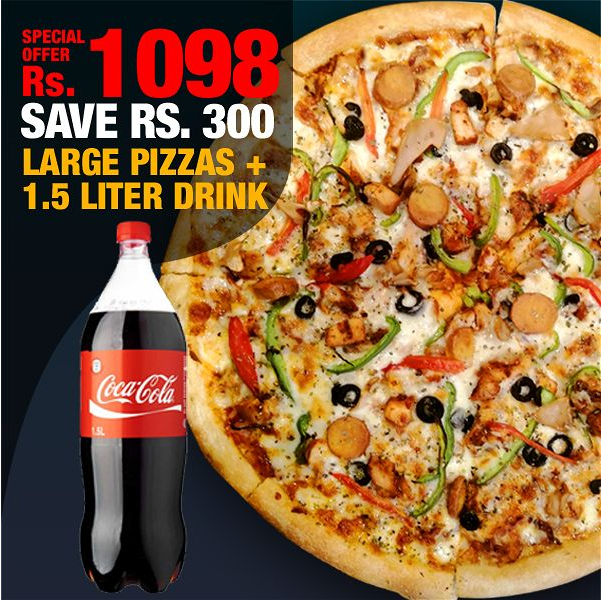 SPECIAL
OFFER
Rs. 1098
SAVE RS. 300
LARGE PIZZAS +
1.5 LITER DRINK
Coca-Cola
1.5L